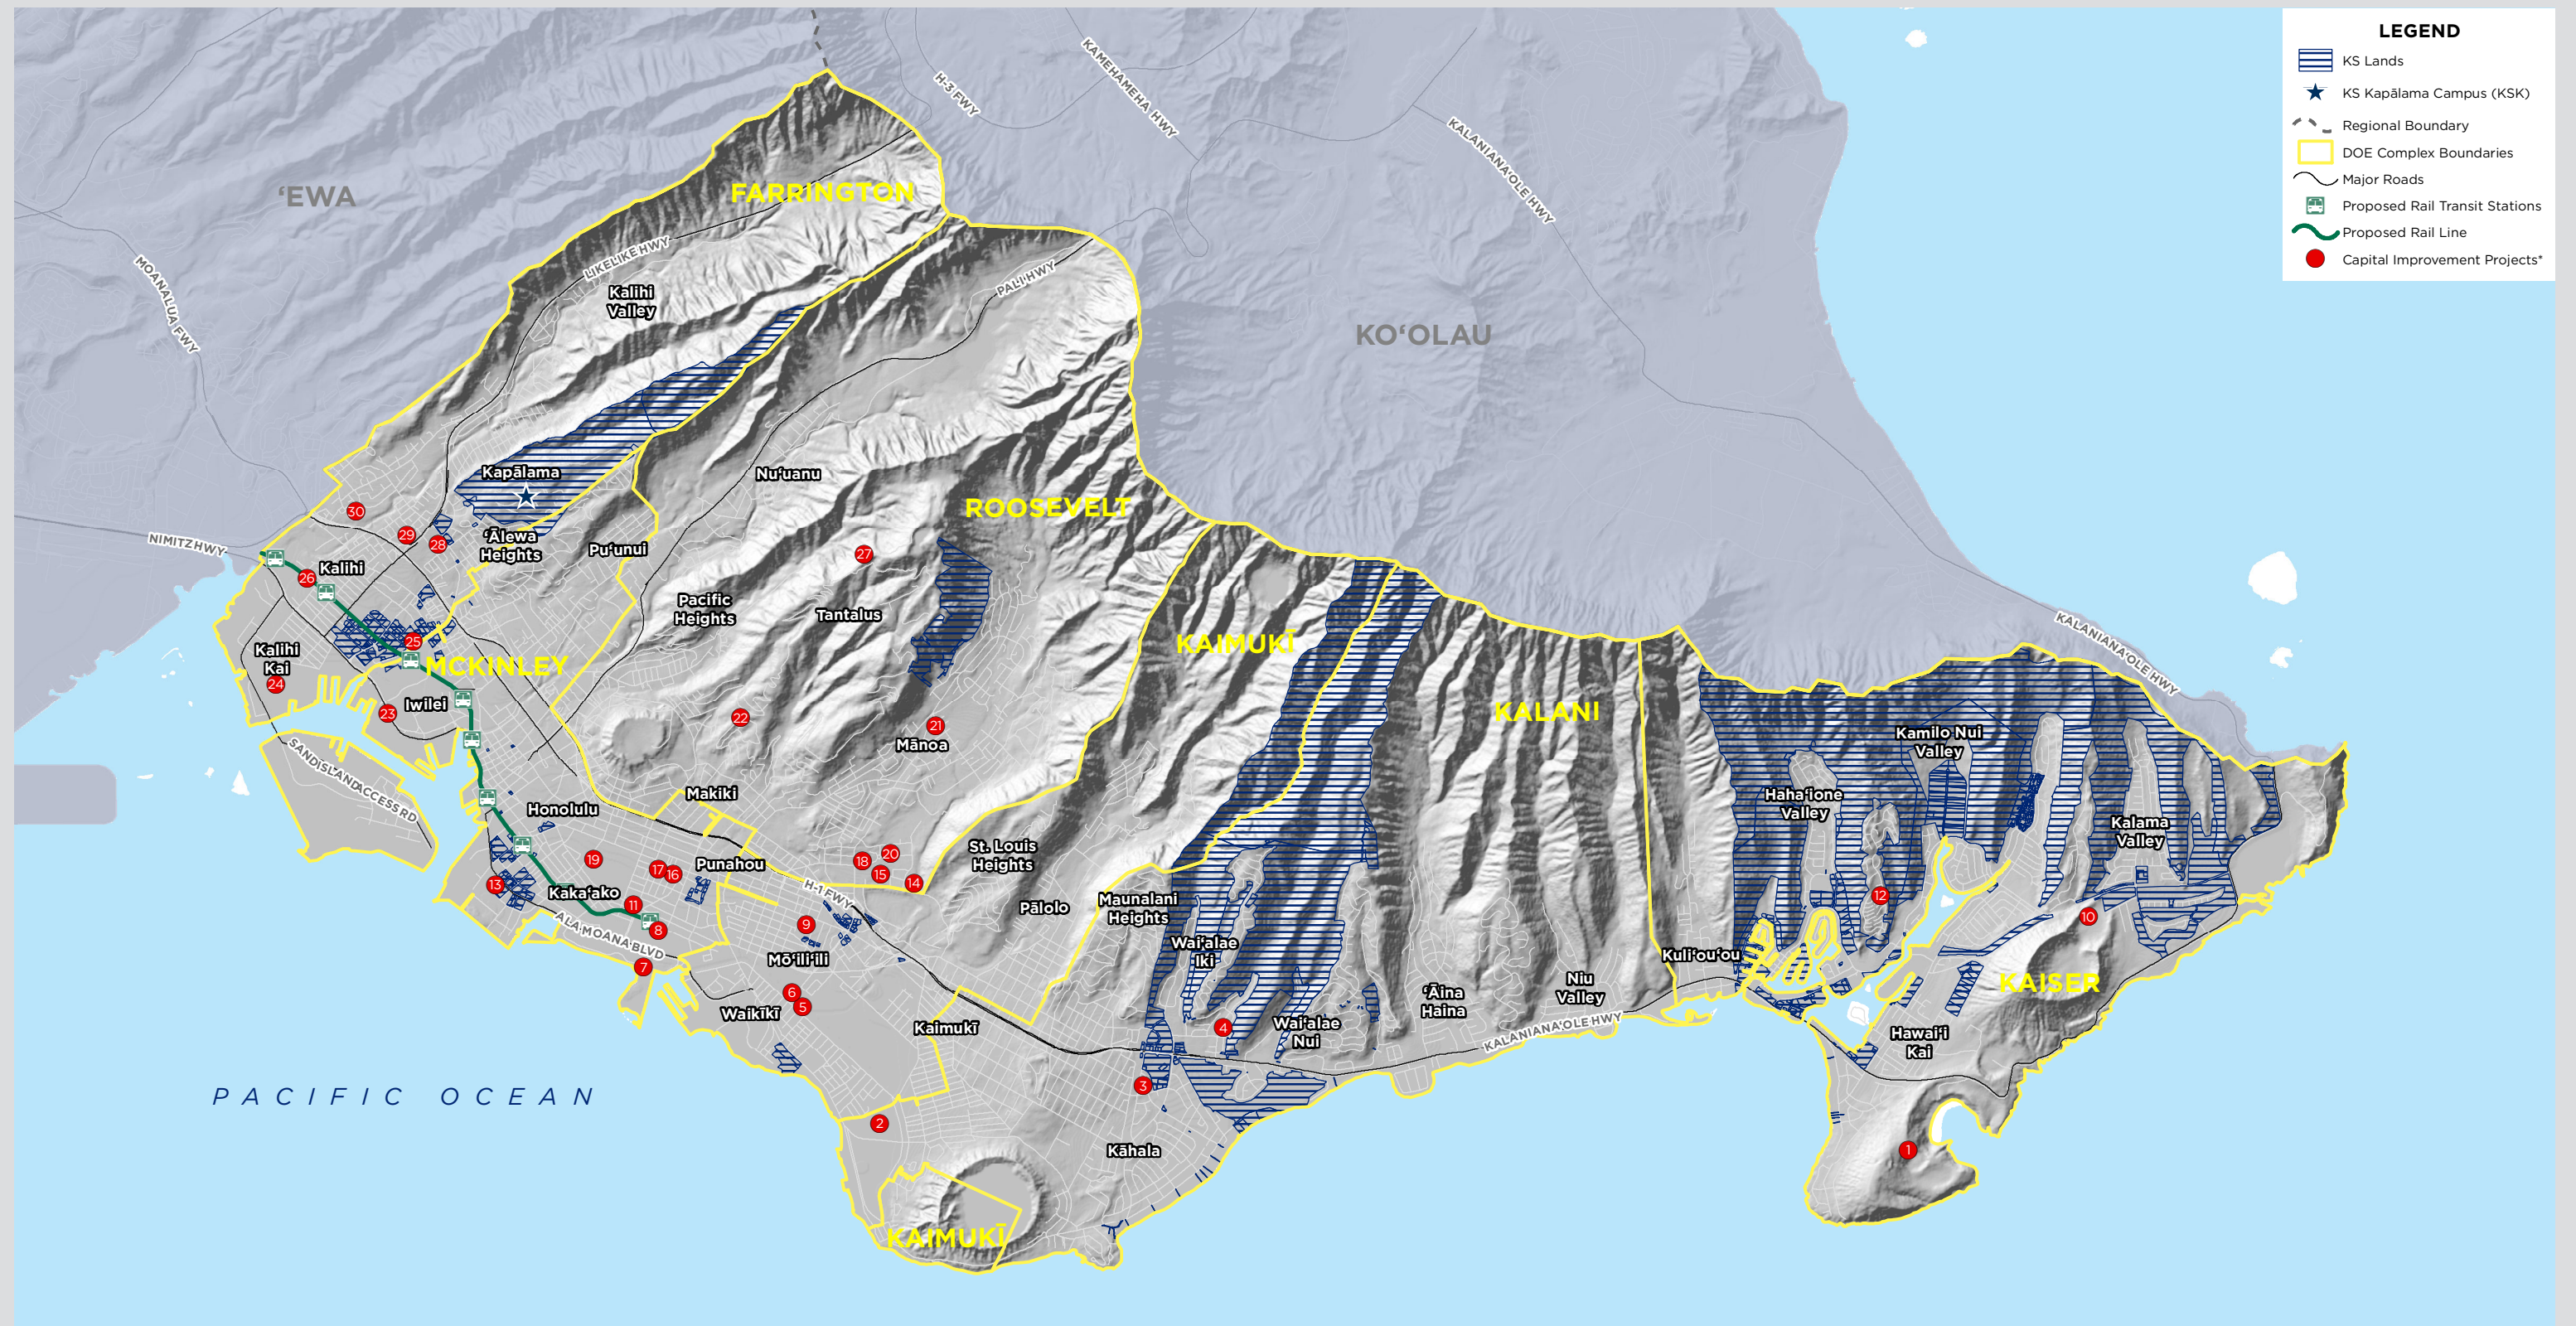 LEGEND
KS Lands
KS Kapālama Campus (KSK)
Regional Boundary
DOE Complex Boundaries
Major Roads
Proposed Rail Transit Stations
Proposed Rail Line
Capital Improvement Projects*
H-3 FWY
KAMEHAMEHA HWY
KALANIANAʻOLE HWY
ʻEWA
FARRINGTON
LIKELIKE HWY
MOANALUA FWY
PALI HWY
Kalihi
Valley
KOʻOLAU
Kapālama
Nuʻuanu
ROOSEVELT
30
29
28
ʻĀlewa
Heights
Puʻunui
27
NIMITZ HWY
26
Kalihi
Pacific
Heights
Tantalus
KAIMUKĪ
KALANIANAʻOLE HWY
25
MCKINLEY
Kalihi
Kai
24
Iwilei
23
22
21
Mānoa
KALANI
Kamilo Nui
Valley
SAND ISLAND ACCESS RD
Makiki
Honolulu
Hahaʻione
Valley
Kalama
Valley
19
17
16
Punahou
18
20
15
14
St. Louis
Heights
H-1 FWY
13
Kakaʻako
11
8
ALA MOANA BLVD
7
9
Mōʻiliʻili
Pālolo
Maunalani
Heights
12
10
Waiʻalae
Iki
Kuliʻouʻou
KAISER
6
5
Waikīkī
Kaimukī
4
Waiʻalae
Nui
ʻĀina
Haina
Niu
Valley
KALANIANAʻOLE HWY
Hawaiʻi
Kai
3
PACIFIC OCEAN
2
Kāhala
1
KAIMUKĪ